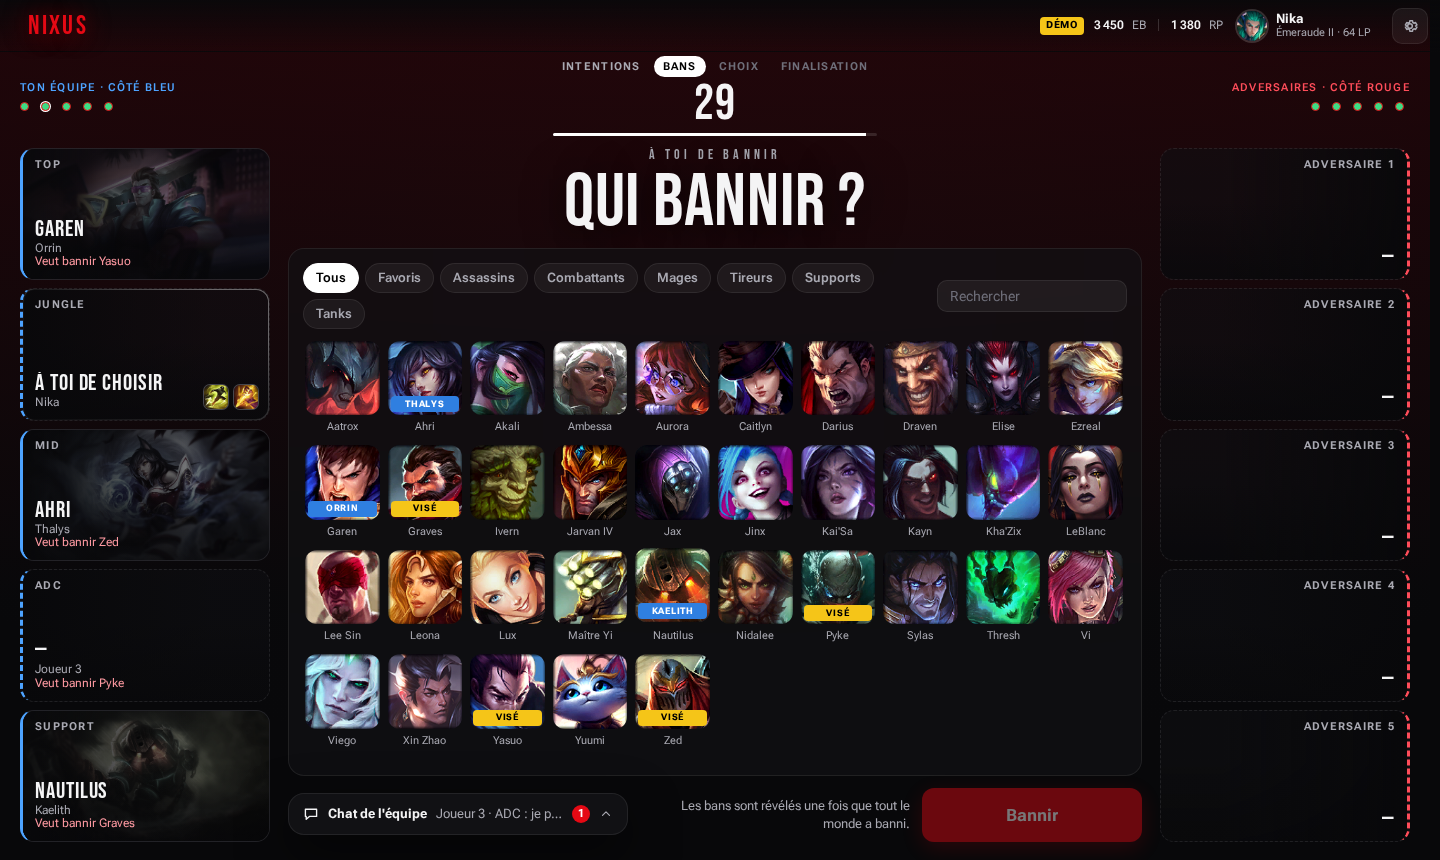 NIXUS
DÉMO 3 450 EB 1 380 RP
Nika
Émeraude II · 64 LP
INTENTIONS BANS CHOIX FINALISATION
TON ÉQUIPE · CÔTÉ BLEU
29
ADVERSAIRES · CÔTÉ ROUGE
À TOI DE BANNIR
QUI BANNIR ?
TOP
GAREN
Orrin
Veut bannir Yasuo
JUNGLE
À TOI DE CHOISIR
Nika
MID
AHRI
Thalys
Veut bannir Zed
ADC
–
Joueur 3
Veut bannir Pyke
SUPPORT
NAUTILUS
Kaelith
Veut bannir Graves
Tous Favoris Assassins Combattants Mages Tireurs Supports
Tanks
Rechercher
THALYS
Aatrox Ahri Akali Ambessa Aurora Caitlyn Darius Draven Elise Ezreal
ORRIN VISÉ
Garen Graves Ivern Jarvan IV Jax Jinx Kai'Sa Kayn Kha'Zix LeBlanc
KAELITH VISÉ
Lee Sin Leona Lux Maître Yi Nautilus Nidalee Pyke Sylas Thresh Vi
VISÉ VISÉ
Viego Xin Zhao Yasuo Yuumi Zed
Chat de l'équipe Joueur 3 · ADC : je p... 1
Les bans sont révélés une fois que tout le
monde a banni.
Bannir
ADVERSAIRE 1
–
ADVERSAIRE 2
–
ADVERSAIRE 3
–
ADVERSAIRE 4
–
ADVERSAIRE 5
–